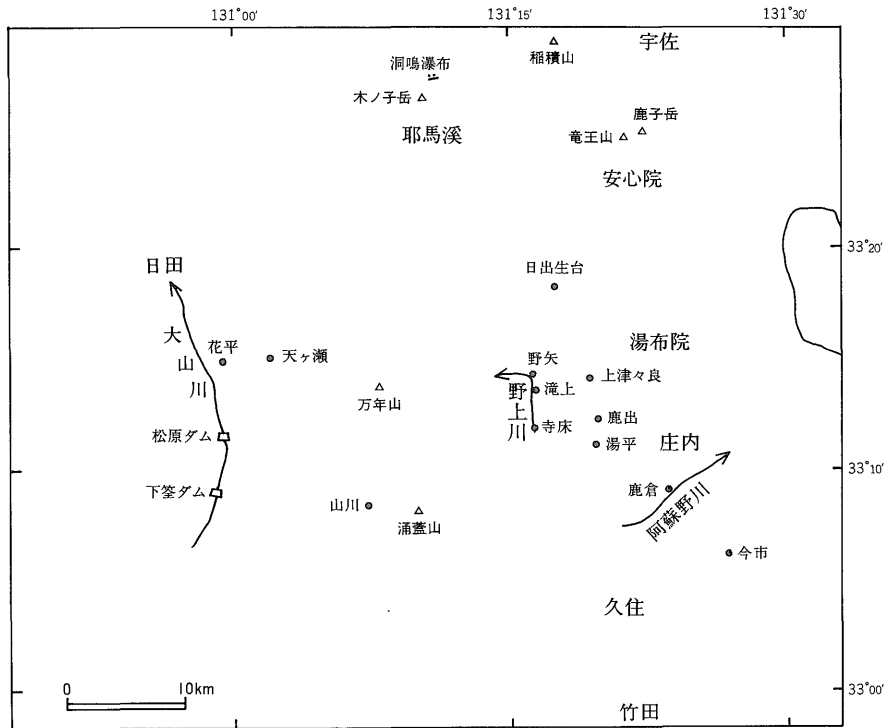 131°00′
131°15′
131°30′
宇佐
稲積山
洞鳴瀑布
木ノ子岳
鹿子岳
耶馬溪
竜王山
安心院
33°20′
日田
日出生台
大山川
花平
天ヶ瀬
湯布院
野矢
上津々良
万年山
野上川
滝上
鹿出
寺床
松原ダム
庄内
湯平
33°10′
下筌ダム
鹿倉
山川
涌蓋山
阿蘇野川
今市
久住
0 10km
33°00′
竹田